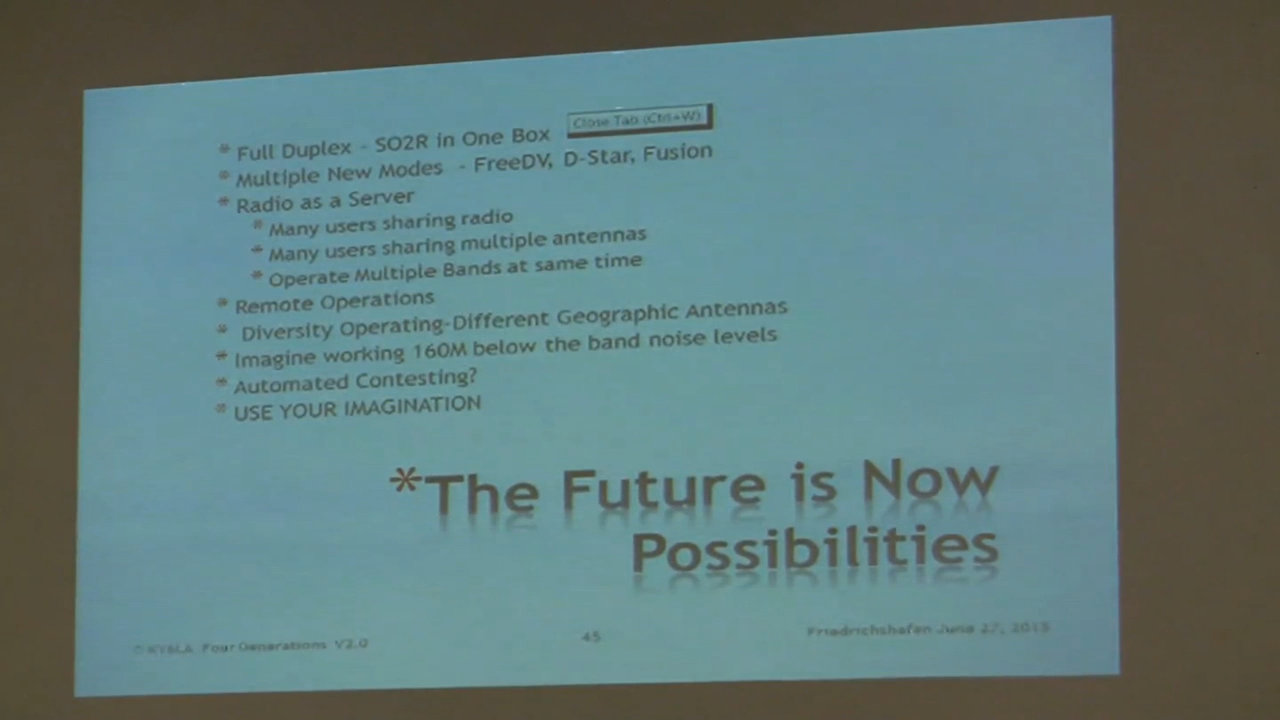 * Full Duplex - SO2R in One Box
Close Tab (Ctrl+W)
* Multiple New Modes - FreeDV, D-Star, Fusion
* Radio as a Server
* Many users sharing radio
* Many users sharing multiple antennas
* Operate Multiple Bands at same time
* Remote Operations
* Diversity Operating-Different Geographic Antennas
* Imagine working 160M below the band noise levels
* Automated Contesting?
* USE YOUR IMAGINATION
*The Future is Now
Possibilities
© Four Generations V2.0
45
Friedrichshafen June 27, 2015